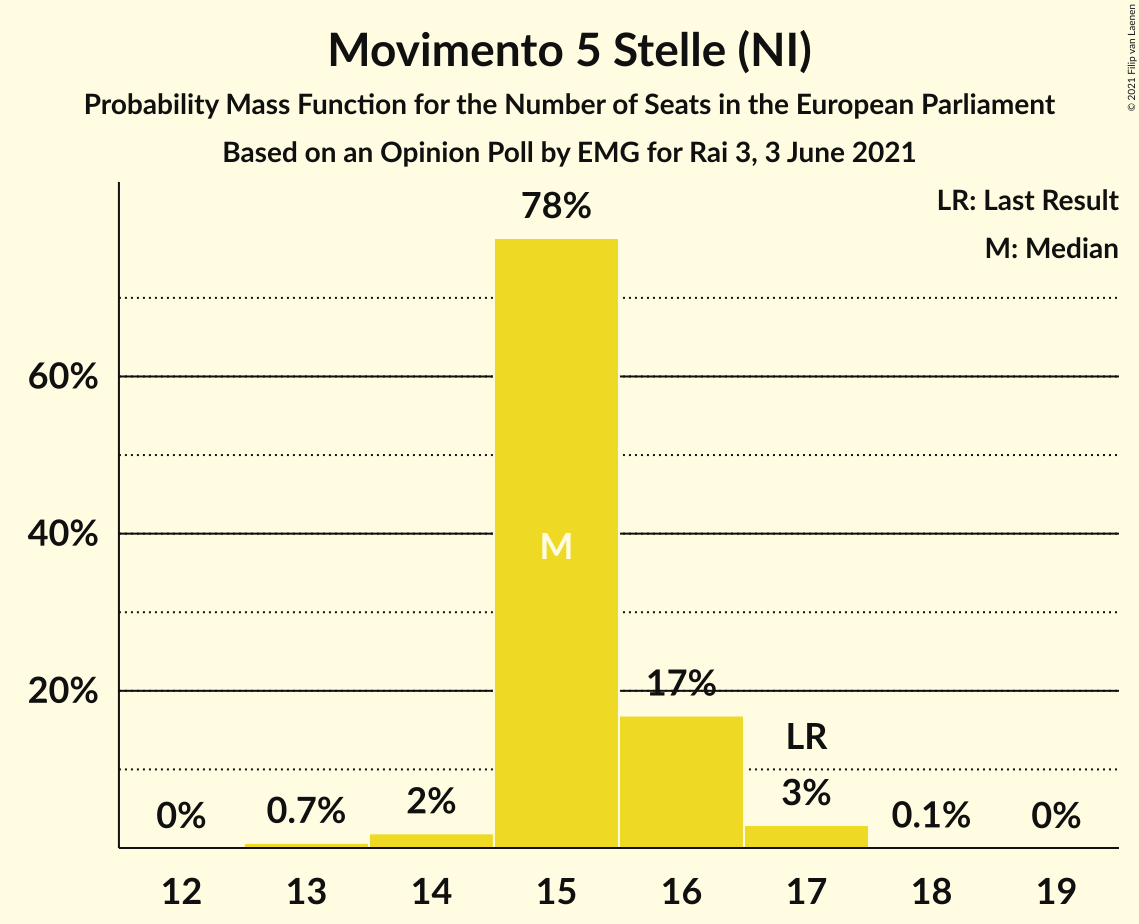 Movimento 5 Stelle (NI)
Probability Mass Function for the Number of Seats in the European Parliament
Based on an Opinion Poll by EMG for Rai 3, 3 June 2021
© 2021 Filip van Laenen
LR: Last Result
M: Median
78%
60%
40%
20%
M
17%
LR
0%
0.7%
2%
3%
0.1%
0%
12 13 14 15 16 17 18 19